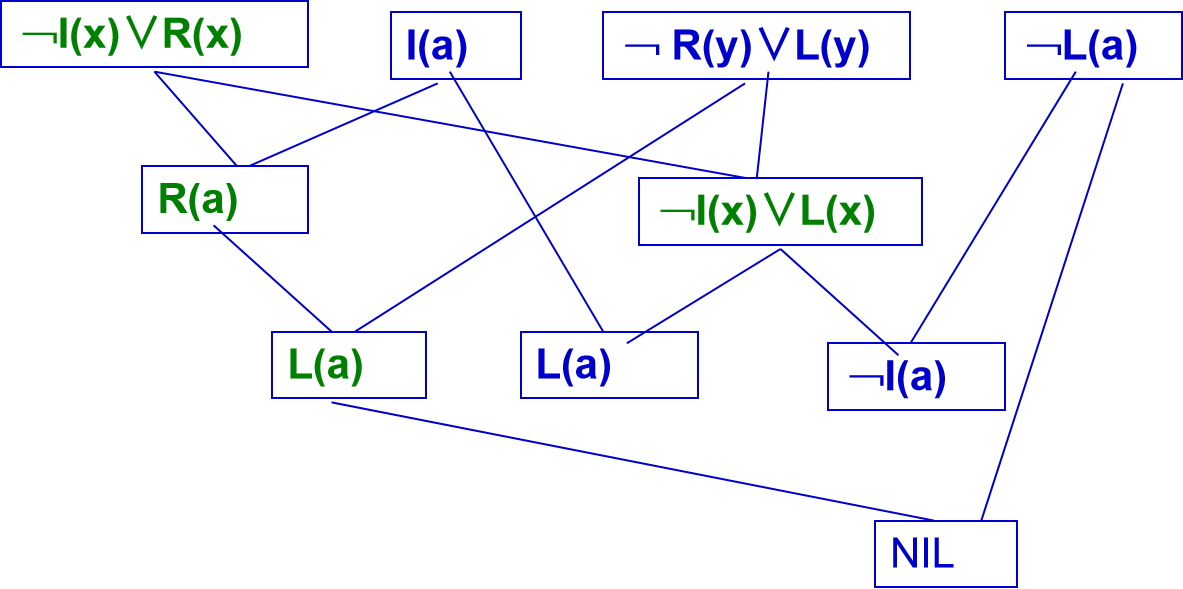 ¬I(x)∨R(x)
I(a)
¬ R(y)∨L(y)
¬L(a)
R(a)
¬I(x)∨L(x)
L(a)
L(a)
¬I(a)
NIL